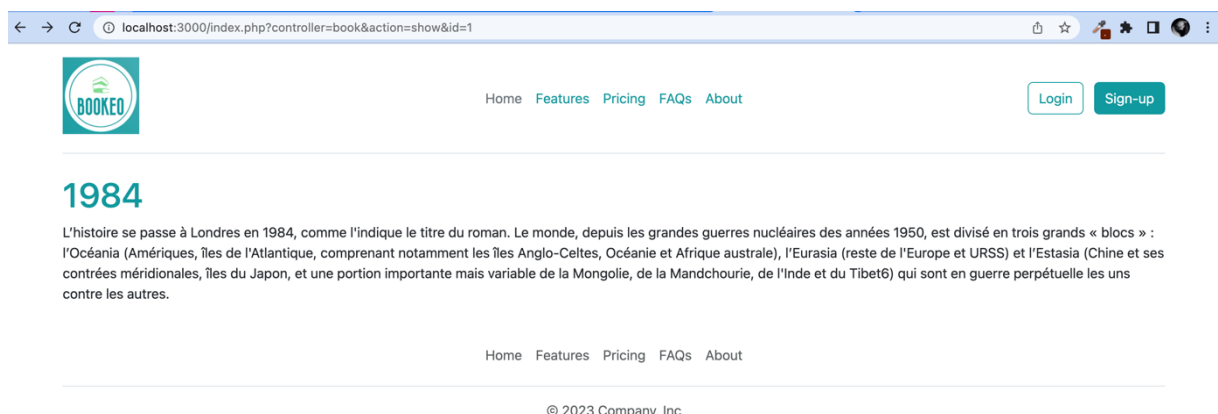 localhost:3000/index.php?controller=book&action=show&id=1
BOOKEO
Home Features Pricing FAQs About
Login Sign-up
1984
L'histoire se passe à Londres en 1984, comme l'indique le titre du roman. Le monde, depuis les grandes guerres nucléaires des années 1950, est divisé en trois grands « blocs » :
l’Océania (Amériques, îles de l'Atlantique, comprenant notamment les îles Anglo-Celtes, Océanie et Afrique australe), l’Eurasia (reste de l'Europe et URSS) et l’Estasia (Chine et ses
contrées méridionales, îles du Japon, et une portion importante mais variable de la Mongolie, de la Mandchourie, de l'Inde et du Tibet6) qui sont en guerre perpétuelle les uns
contre les autres.
Home Features Pricing FAQs About
© 2023 Company, Inc